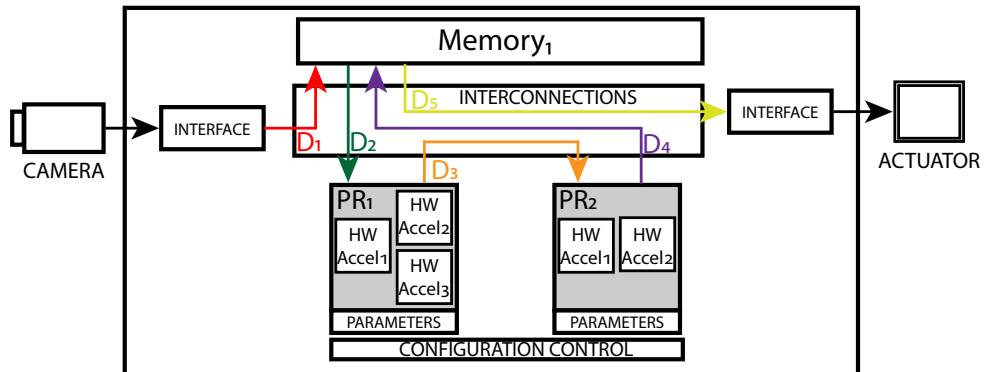 Memory₁
D₅
INTERCONNECTIONS
INTERFACE
INTERFACE
D₁
D₂
D₄
CAMERA
ACTUATOR
D₃
PR₁
HW
Accel2
HW
Accel1
HW
Accel3
PARAMETERS
PR₂
HW
Accel1
HW
Accel2
PARAMETERS
CONFIGURATION CONTROL